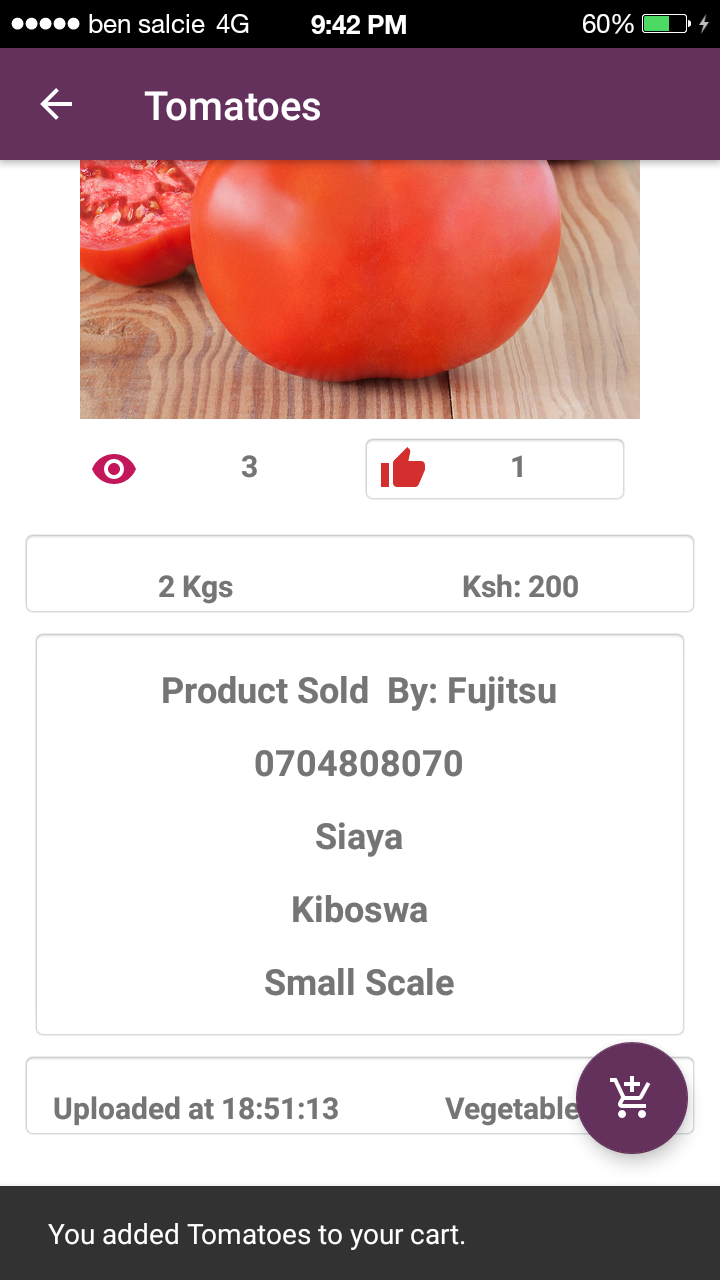 ben salcie 4G 9:42 PM 60%
Tomatoes
3 1
2 Kgs Ksh: 200
Product Sold By: Fujitsu
0704808070
Siaya
Kiboswa
Small Scale
Uploaded at 18:51:13 Vegetable
You added Tomatoes to your cart.